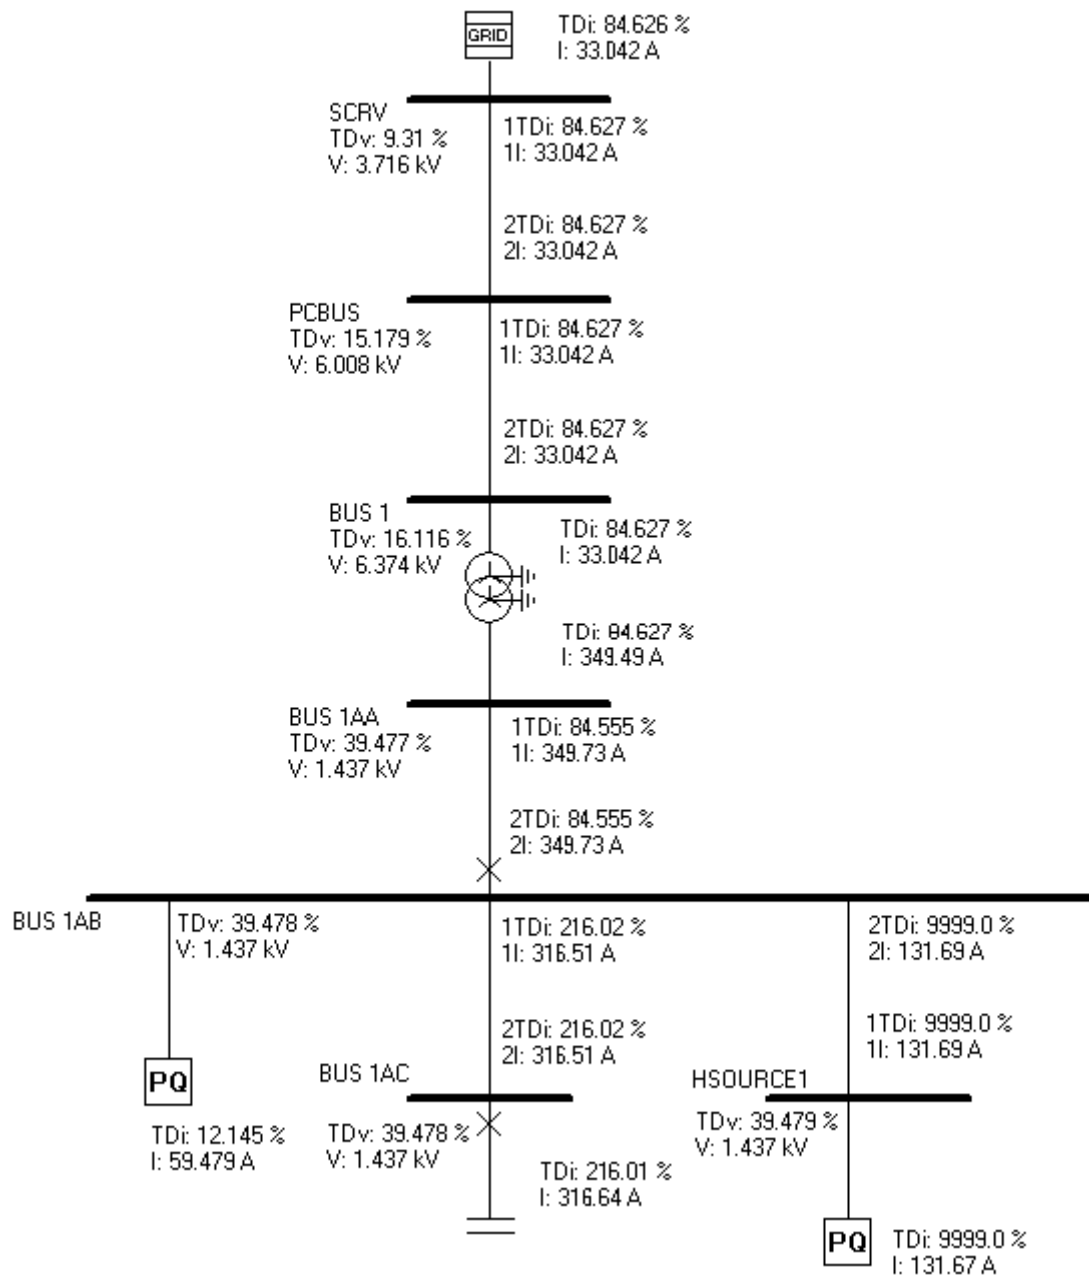 GRID
TDi: 84.626 %
I: 33.042 A
SCRV
TDv: 9.31 %
V: 3.716 kV
1TDi: 84.627 %
1I: 33.042 A
2TDi: 84.627 %
2I: 33.042 A
PCBUS
TDv: 15.179 %
V: 6.008 kV
1TDi: 84.627 %
1I: 33.042 A
2TDi: 84.627 %
2I: 33.042 A
BUS 1
TDv: 16.116 %
V: 6.374 kV
TDi: 84.627 %
I: 33.042 A
TDi: 84.627 %
I: 349.49 A
BUS 1AA
TDv: 39.477 %
V: 1.437 kV
1TDi: 84.555 %
1I: 349.73 A
2TDi: 84.555 %
2I: 349.73 A
BUS 1AB
TDv: 39.478 %
V: 1.437 kV
1TDi: 216.02 %
1I: 316.51 A
2TDi: 9999.0 %
2I: 131.69 A
2TDi: 216.02 %
2I: 316.51 A
1TDi: 9999.0 %
1I: 131.69 A
PQ
TDi: 12.145 %
I: 59.479 A
BUS 1AC
TDv: 39.478 %
V: 1.437 kV
TDi: 216.01 %
I: 316.64 A
HSOURCE1
TDv: 39.479 %
V: 1.437 kV
PQ
TDi: 9999.0 %
I: 131.67 A